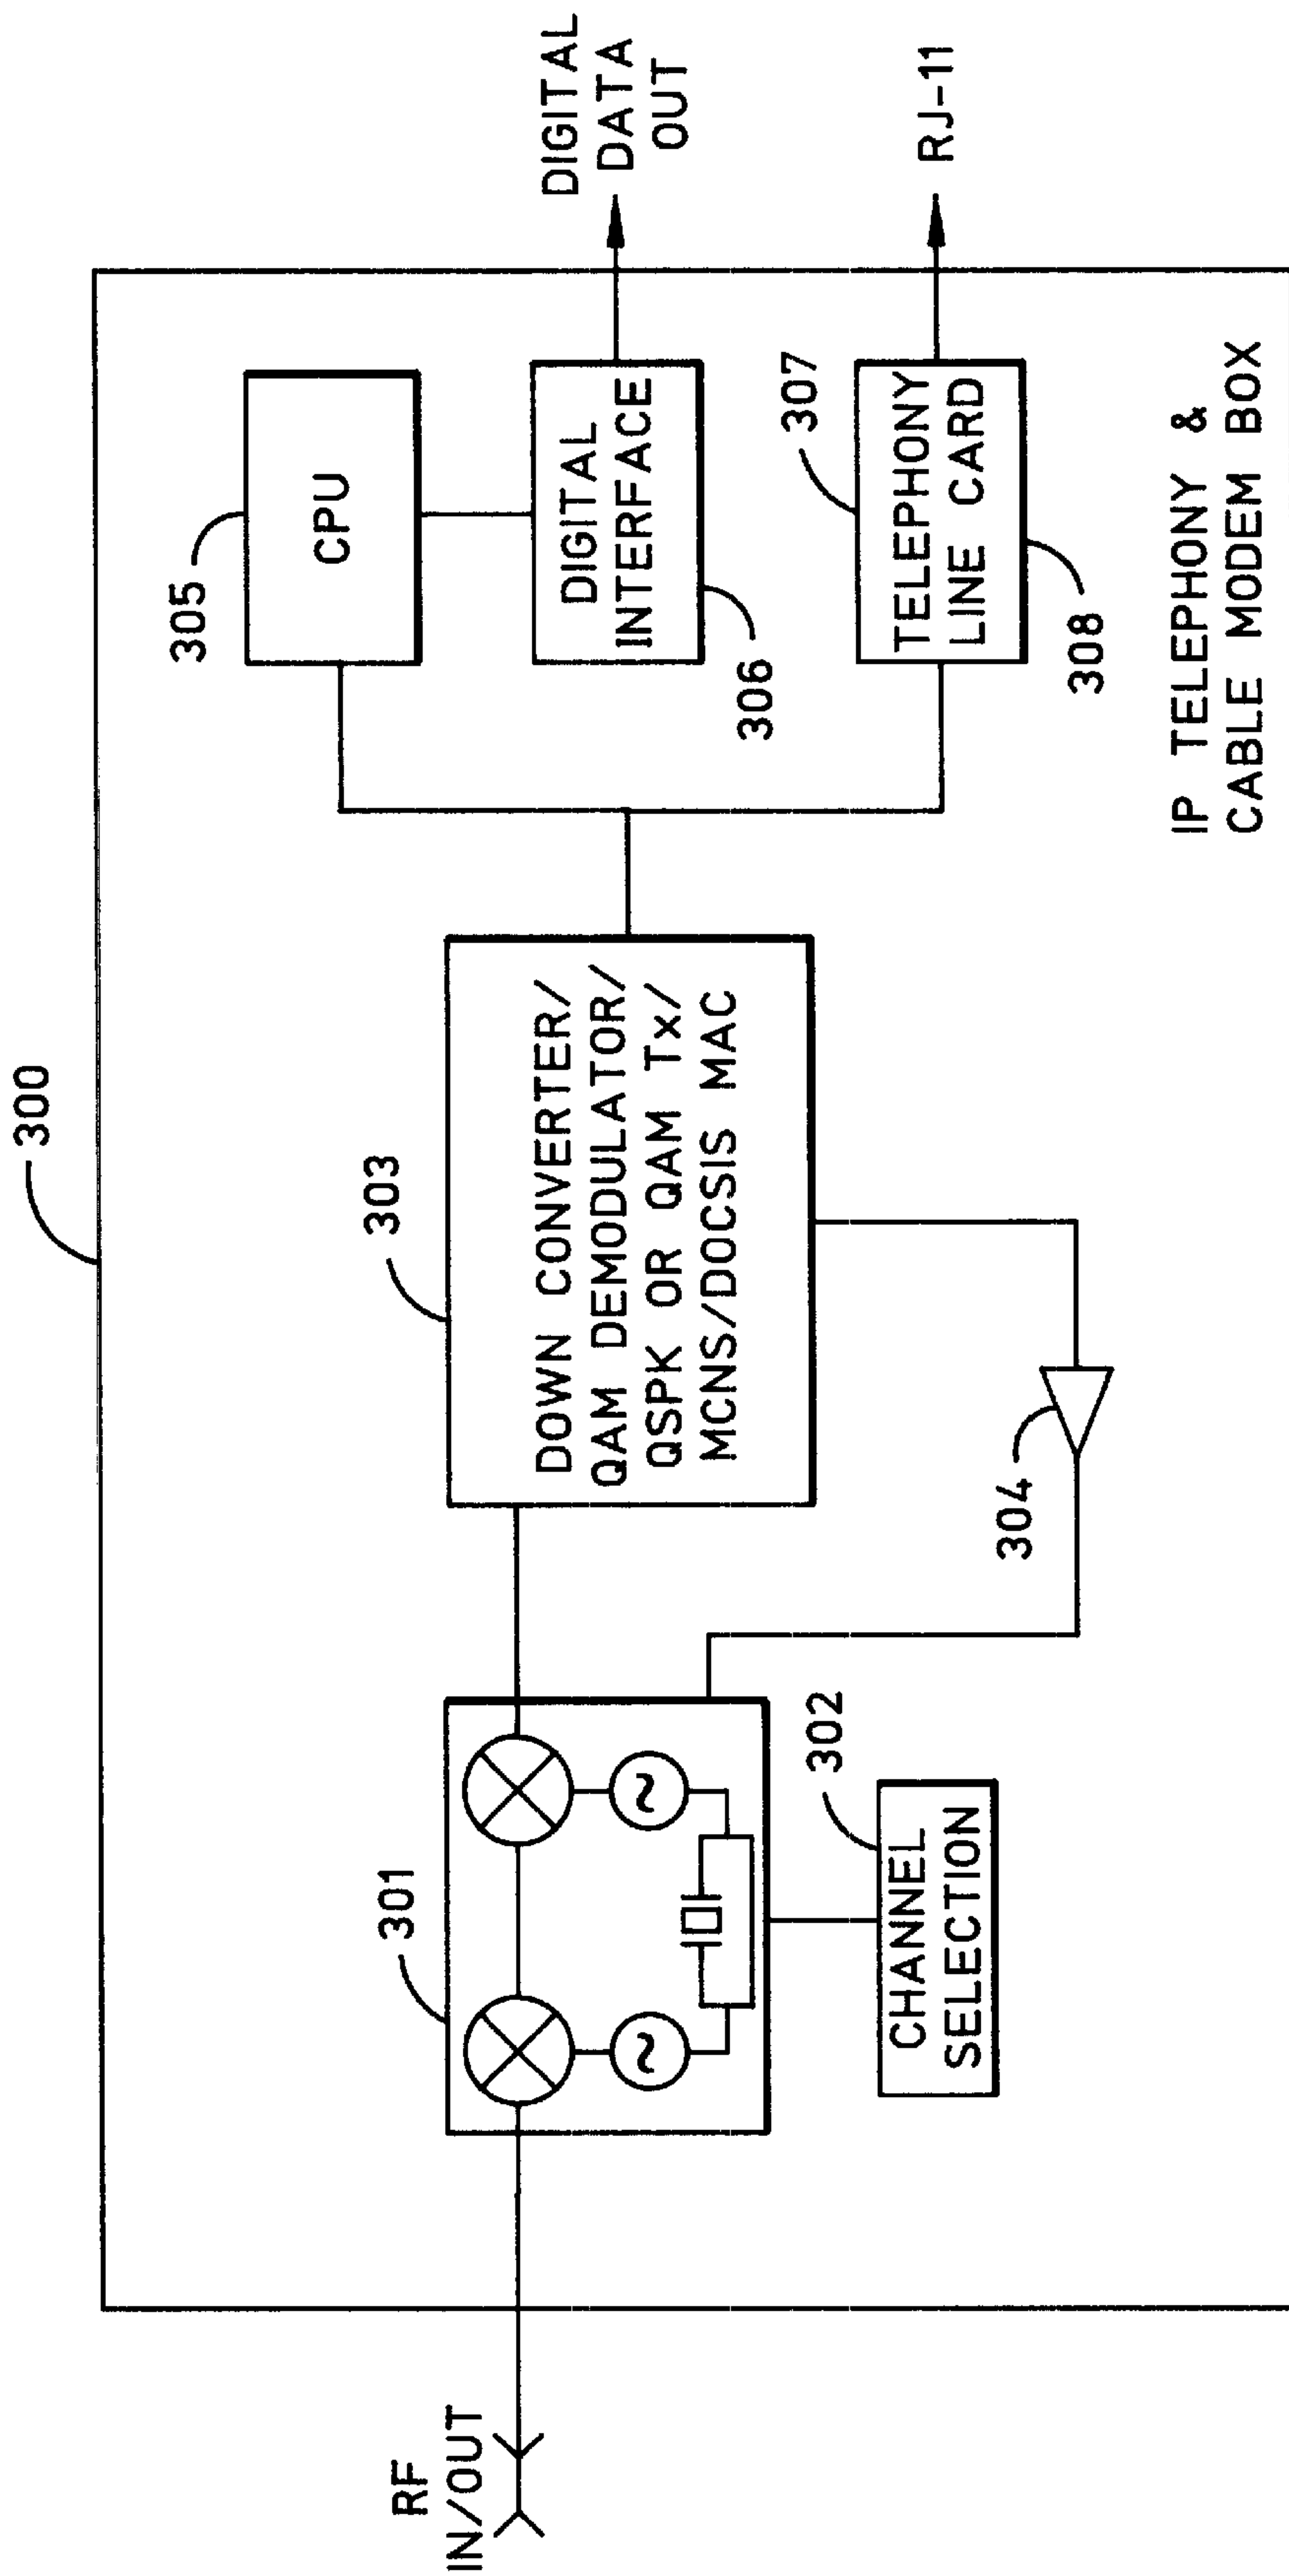 300
RF
IN/OUT
301
302
CHANNEL
SELECTION
303
DOWN CONVERTER/
QAM DEMODULATOR/
QSPK OR QAM Tx/
MCNS/DOCSIS MAC
304
305
CPU
DIGITAL
INTERFACE
306
307
TELEPHONY
LINE CARD
308
DIGITAL
DATA
OUT
RJ-11
IP TELEPHONY &
CABLE MODEM BOX